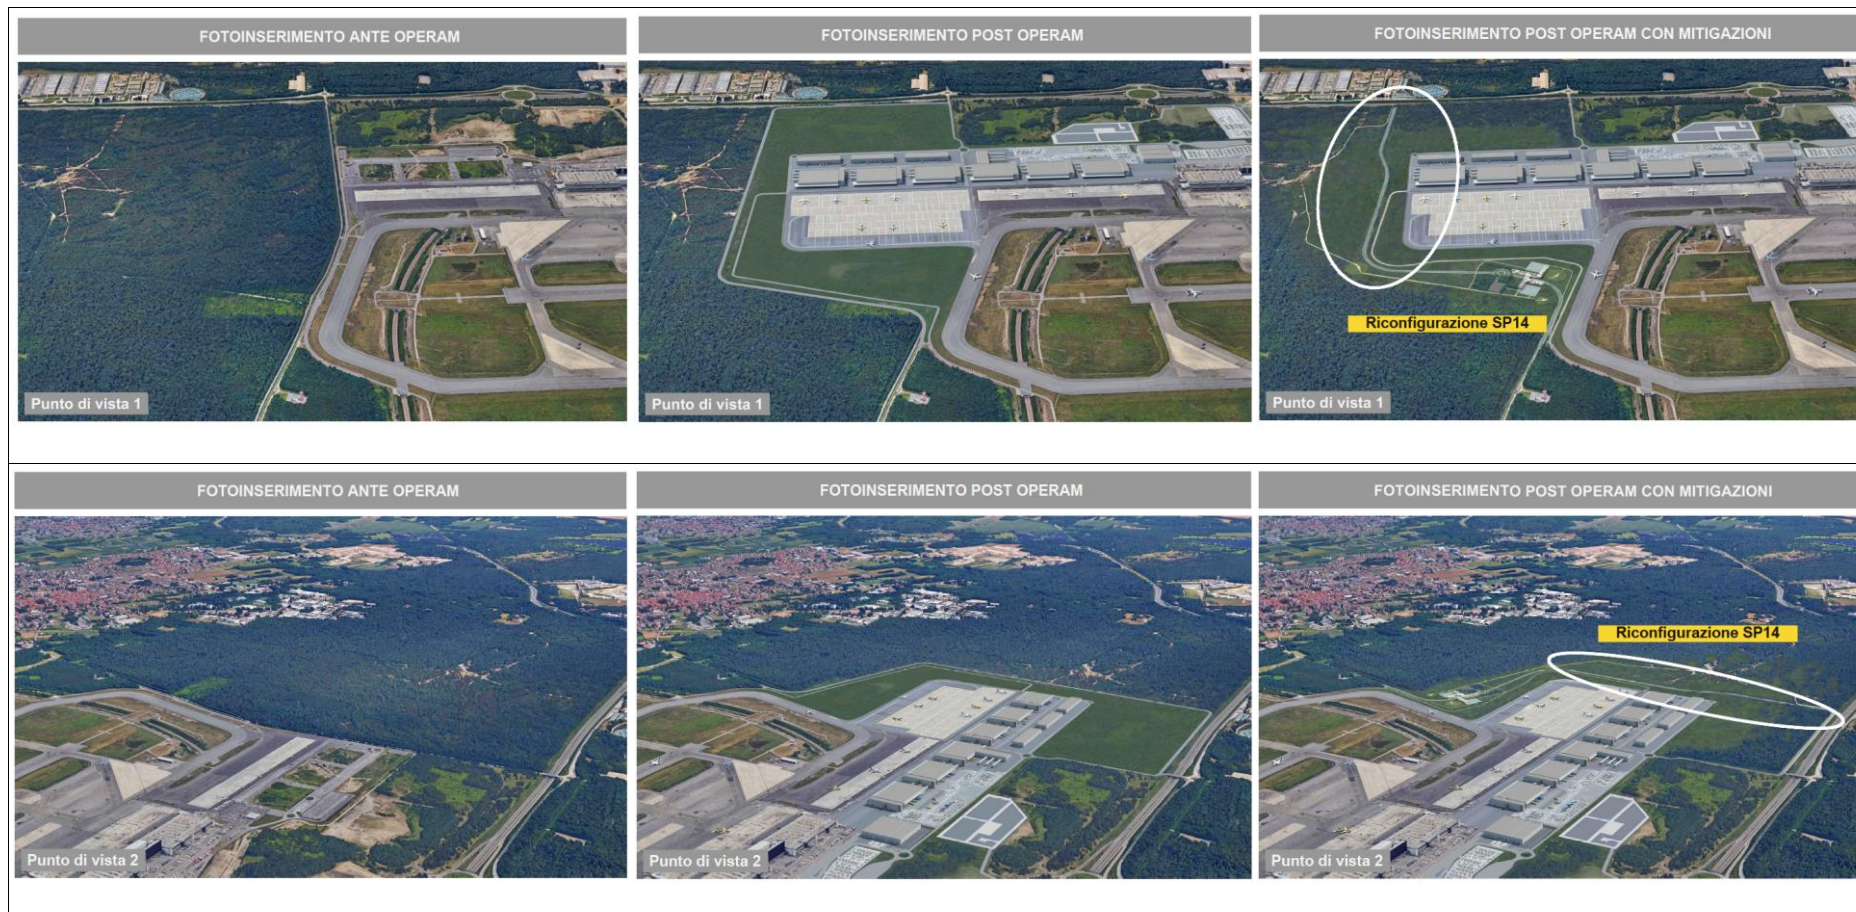 FOTOINSERIMENTO ANTE OPERAM
FOTOINSERIMENTO POST OPERAM
FOTOINSERIMENTO POST OPERAM CON MITIGAZIONI
Riconfigurazione SP14
Punto di vista 1
Punto di vista 1
Punto di vista 1
FOTOINSERIMENTO ANTE OPERAM
FOTOINSERIMENTO POST OPERAM
FOTOINSERIMENTO POST OPERAM CON MITIGAZIONI
Riconfigurazione SP14
Punto di vista 2
Punto di vista 2
Punto di vista 2